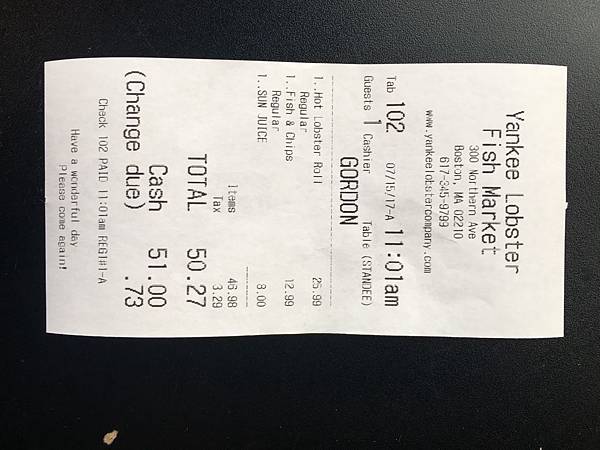 Yankee Lobster
Fish Market
300 Northern Ave
Boston, MA 02210
617-345-9799
www.yankeelobstercompany.com
Tab 102 07/15/17-A 11:01am
Guests 1 Cashier Table (STANDEE)
GORDON
1..Hot Lobster Roll 25.99
Regular
1..Fish & Chips 12.99
Regular
1..SUN JUICE 8.00
Items 46.98
Tax 3.29
TOTAL 50.27
Cash 51.00
(Change due) .73
Check 102 PAID 11:01am REG1#1-A
Have a wonderful day
Please come again!